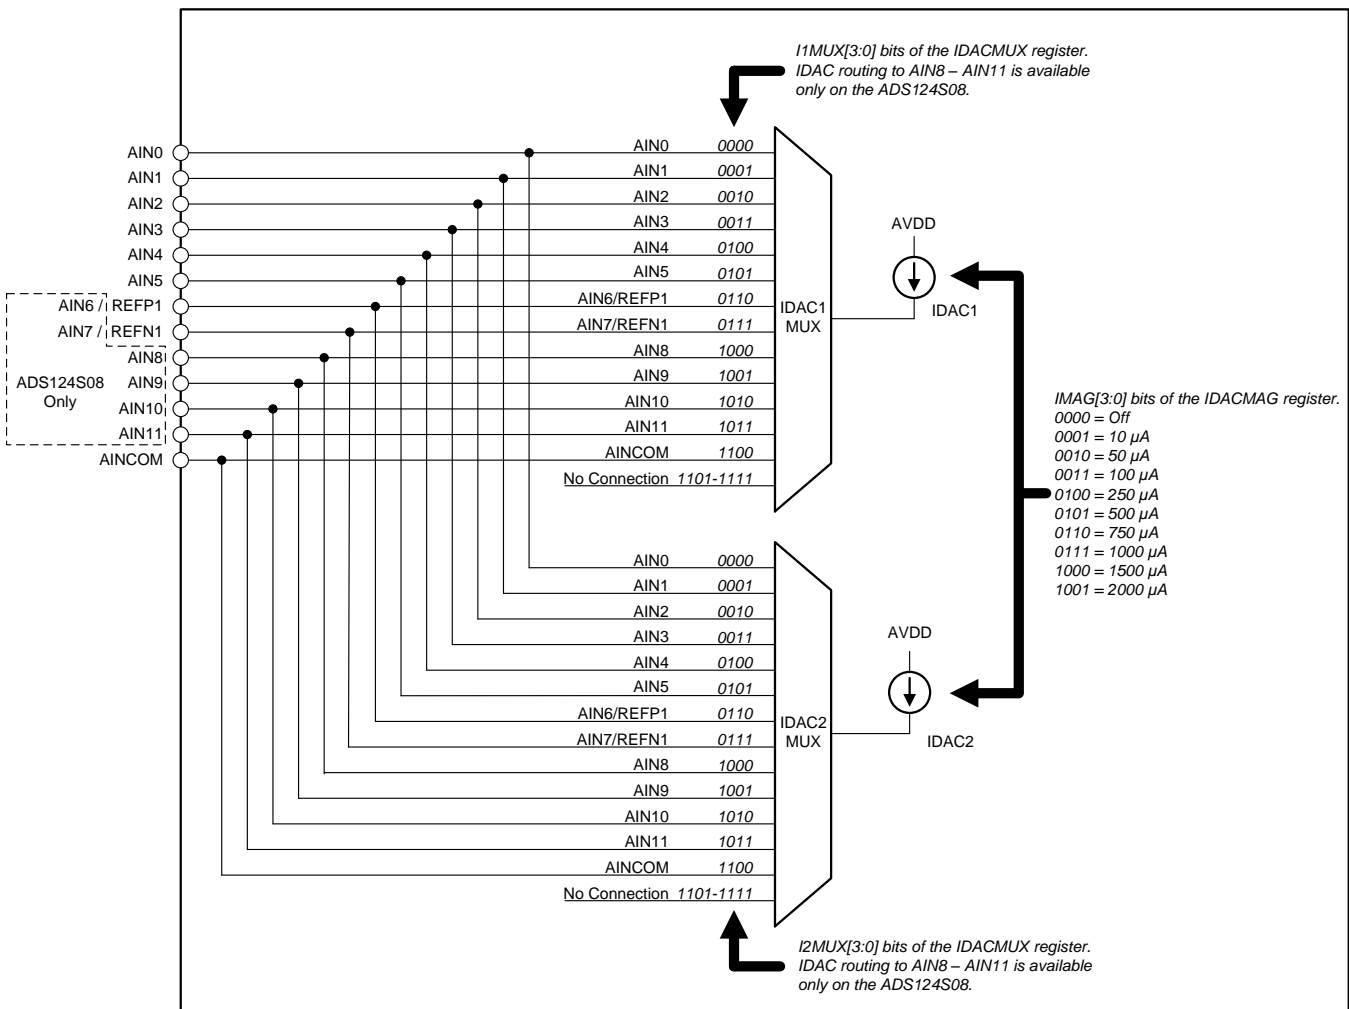 I1MUX[3:0] bits of the IDACMUX register.
IDAC routing to AIN8 – AIN11 is available
only on the ADS124S08.
AIN0
AIN1
AIN2
AIN3
AIN4
AIN5
AIN6 / REFP1
AIN7 / REFN1
AIN8
AIN9
AIN10
AIN11
AINCOM
ADS124S08
Only
AIN0 0000
AIN1 0001
AIN2 0010
AIN3 0011
AIN4 0100
AIN5 0101
AIN6/REFP1 0110
AIN7/REFN1 0111
AIN8 1000
AIN9 1001
AIN10 1010
AIN11 1011
AINCOM 1100
No Connection 1101-1111
IDAC1
MUX
AVDD
IDAC1
IMAG[3:0] bits of the IDACMAG register.
0000 = Off
0001 = 10 µA
0010 = 50 µA
0011 = 100 µA
0100 = 250 µA
0101 = 500 µA
0110 = 750 µA
0111 = 1000 µA
1000 = 1500 µA
1001 = 2000 µA
AIN0 0000
AIN1 0001
AIN2 0010
AIN3 0011
AIN4 0100
AIN5 0101
AIN6/REFP1 0110
AIN7/REFN1 0111
AIN8 1000
AIN9 1001
AIN10 1010
AIN11 1011
AINCOM 1100
No Connection 1101-1111
IDAC2
MUX
AVDD
IDAC2
I2MUX[3:0] bits of the IDACMUX register.
IDAC routing to AIN8 – AIN11 is available
only on the ADS124S08.